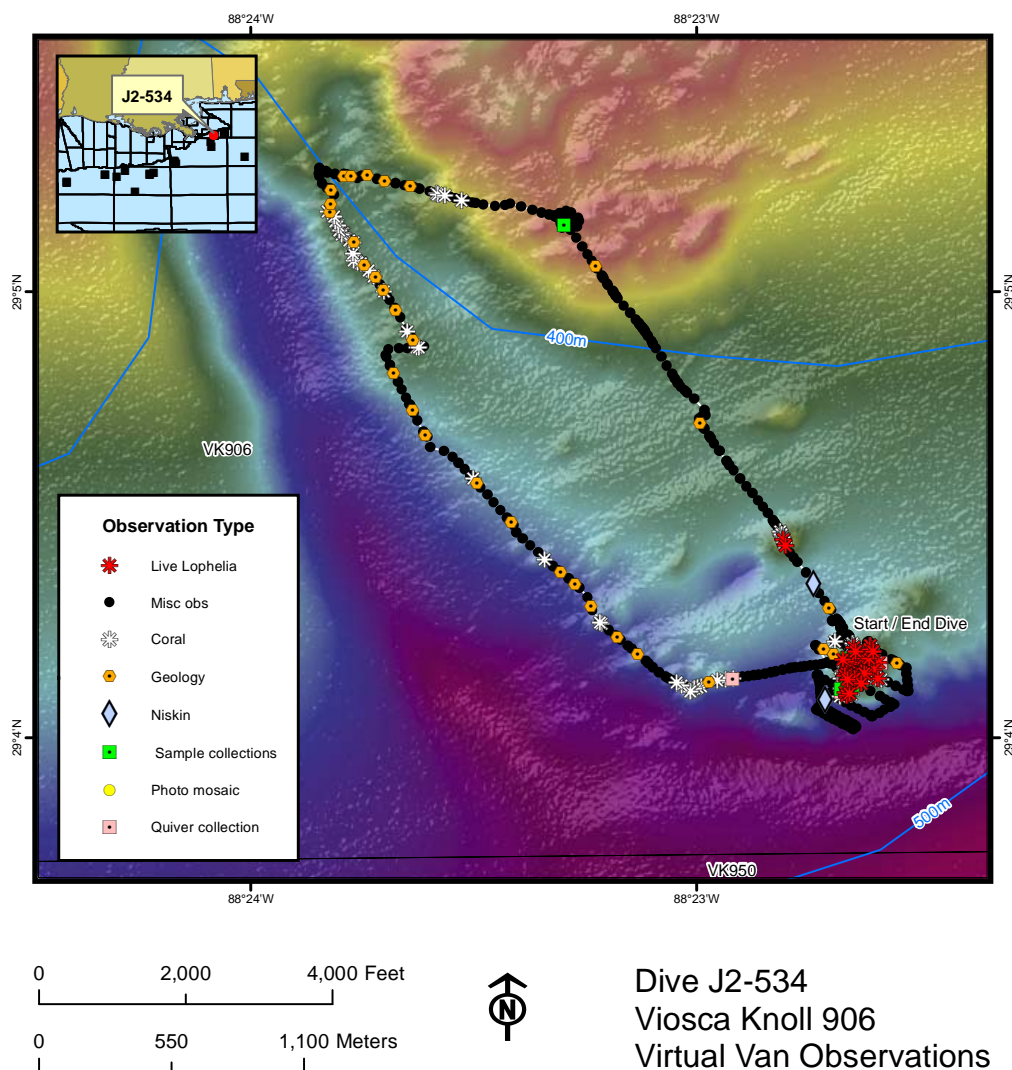 88°24'W
88°23'W
J2-534
29°5'N
29°5'N
400m
VK906
Observation Type
Live Lophelia
Misc obs
Coral
Geology
Niskin
Sample collections
Photo mosaic
Quiver collection
Start / End Dive
29°4'N
29°4'N
500m
VK950
88°24'W
88°23'W
0 2,000 4,000 Feet
0 550 1,100 Meters
N
Dive J2-534
Viosca Knoll 906
Virtual Van Observations